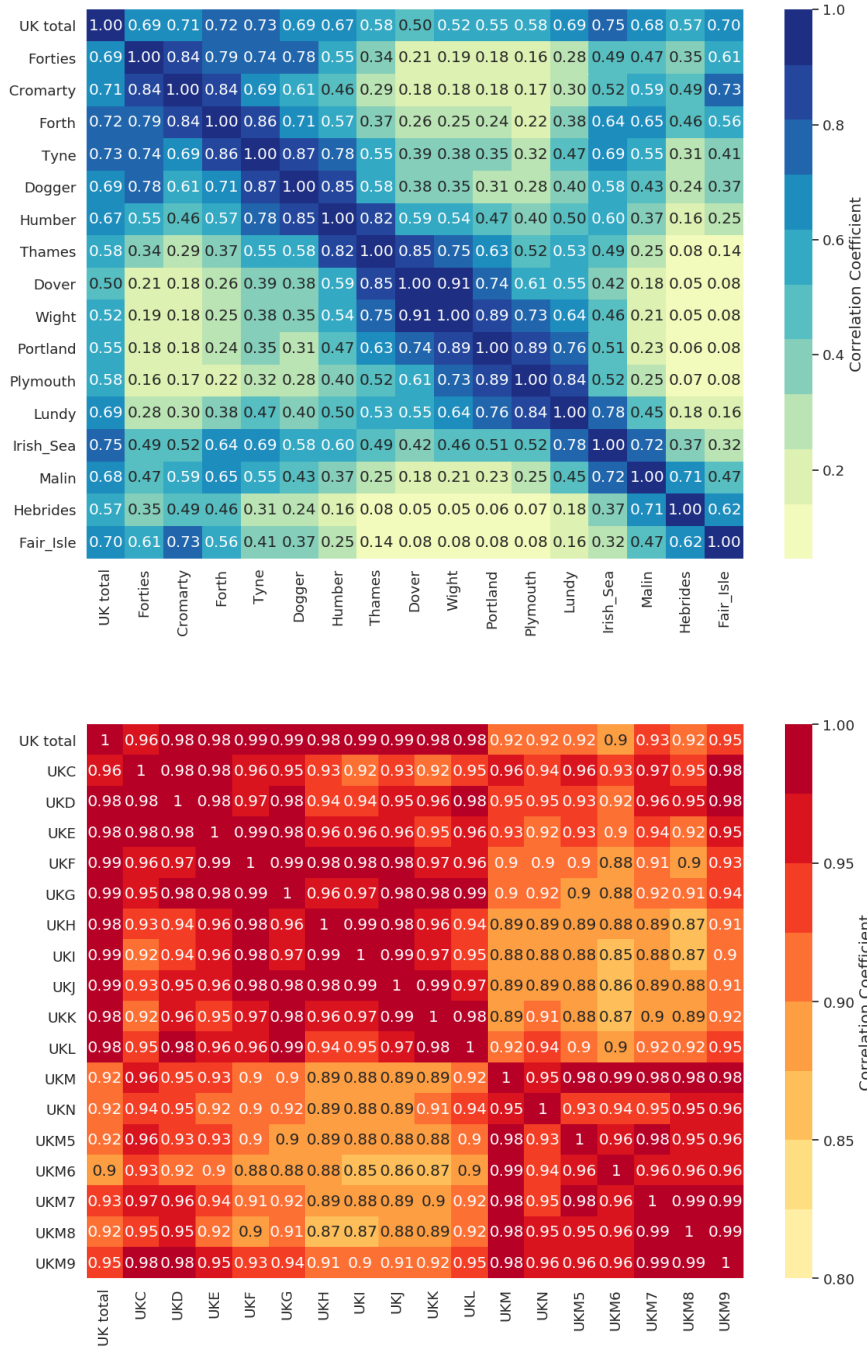 UK total 1.00 0.69 0.71 0.72 0.73 0.69 0.67 0.58 0.50 0.52 0.55 0.58 0.69 0.75 0.68 0.57 0.70
Forties 0.69 1.00 0.84 0.79 0.74 0.78 0.55 0.34 0.21 0.19 0.18 0.16 0.28 0.49 0.47 0.35 0.61
Cromarty 0.71 0.84 1.00 0.84 0.69 0.61 0.46 0.29 0.18 0.18 0.18 0.17 0.30 0.52 0.59 0.49 0.73
Forth 0.72 0.79 0.84 1.00 0.86 0.71 0.57 0.37 0.26 0.25 0.24 0.22 0.38 0.64 0.65 0.46 0.56
Tyne 0.73 0.74 0.69 0.86 1.00 0.87 0.78 0.55 0.39 0.38 0.35 0.32 0.47 0.69 0.55 0.31 0.41
Dogger 0.69 0.78 0.61 0.71 0.87 1.00 0.85 0.58 0.38 0.35 0.31 0.28 0.40 0.58 0.43 0.24 0.37
Humber 0.67 0.55 0.46 0.57 0.78 0.85 1.00 0.82 0.59 0.54 0.47 0.40 0.50 0.60 0.37 0.16 0.25
Thames 0.58 0.34 0.29 0.37 0.55 0.58 0.82 1.00 0.85 0.75 0.63 0.52 0.53 0.49 0.25 0.08 0.14
Dover 0.50 0.21 0.18 0.26 0.39 0.38 0.59 0.85 1.00 0.91 0.74 0.61 0.55 0.42 0.18 0.05 0.08
Wight 0.52 0.19 0.18 0.25 0.38 0.35 0.54 0.75 0.91 1.00 0.89 0.73 0.64 0.46 0.21 0.05 0.08
Portland 0.55 0.18 0.18 0.24 0.35 0.31 0.47 0.63 0.74 0.89 1.00 0.89 0.76 0.51 0.23 0.06 0.08
Plymouth 0.58 0.16 0.17 0.22 0.32 0.28 0.40 0.52 0.61 0.73 0.89 1.00 0.84 0.52 0.25 0.07 0.08
Lundy 0.69 0.28 0.30 0.38 0.47 0.40 0.50 0.53 0.55 0.64 0.76 0.84 1.00 0.78 0.45 0.18 0.16
Irish_Sea 0.75 0.49 0.52 0.64 0.69 0.58 0.60 0.49 0.42 0.46 0.51 0.52 0.78 1.00 0.72 0.37 0.32
Malin 0.68 0.47 0.59 0.65 0.55 0.43 0.37 0.25 0.18 0.21 0.23 0.25 0.45 0.72 1.00 0.71 0.47
Hebrides 0.57 0.35 0.49 0.46 0.31 0.24 0.16 0.08 0.05 0.05 0.06 0.07 0.18 0.37 0.71 1.00 0.62
Fair_Isle 0.70 0.61 0.73 0.56 0.41 0.37 0.25 0.14 0.08 0.08 0.08 0.08 0.16 0.32 0.47 0.62 1.00
UK total Forties Cromarty Forth Tyne Dogger Humber Thames Dover Wight Portland Plymouth Lundy Irish_Sea Malin Hebrides Fair_Isle
1.0
0.8
0.6
0.4
0.2
Correlation Coefficient
UK total 1 0.96 0.98 0.98 0.99 0.99 0.98 0.99 0.99 0.98 0.98 0.92 0.92 0.92 0.9 0.93 0.92 0.95
UKC 0.96 1 0.98 0.98 0.96 0.95 0.93 0.92 0.93 0.92 0.95 0.96 0.94 0.96 0.93 0.97 0.95 0.98
UKD 0.98 0.98 1 0.98 0.97 0.98 0.94 0.94 0.95 0.96 0.98 0.95 0.95 0.93 0.92 0.96 0.95 0.98
UKE 0.98 0.98 0.98 1 0.99 0.98 0.96 0.96 0.96 0.95 0.96 0.93 0.92 0.93 0.9 0.94 0.92 0.95
UKF 0.99 0.96 0.97 0.99 1 0.99 0.98 0.98 0.98 0.97 0.96 0.9 0.9 0.9 0.88 0.91 0.9 0.93
UKG 0.99 0.95 0.98 0.98 0.99 1 0.96 0.97 0.98 0.98 0.99 0.9 0.92 0.9 0.88 0.92 0.91 0.94
UKH 0.98 0.93 0.94 0.96 0.98 0.96 1 0.99 0.98 0.96 0.94 0.89 0.89 0.89 0.88 0.89 0.87 0.91
UKI 0.99 0.92 0.94 0.96 0.98 0.97 0.99 1 0.99 0.97 0.95 0.88 0.88 0.88 0.85 0.88 0.87 0.9
UKJ 0.99 0.93 0.95 0.96 0.98 0.98 0.98 0.99 1 0.99 0.97 0.89 0.89 0.88 0.86 0.89 0.88 0.91
UKK 0.98 0.92 0.96 0.95 0.97 0.98 0.96 0.97 0.99 1 0.98 0.89 0.91 0.88 0.87 0.9 0.89 0.92
UKL 0.98 0.95 0.98 0.96 0.96 0.99 0.94 0.95 0.97 0.98 1 0.92 0.94 0.9 0.9 0.92 0.92 0.95
UKM 0.92 0.96 0.95 0.93 0.9 0.9 0.89 0.88 0.89 0.89 0.92 1 0.95 0.98 0.99 0.98 0.98 0.98
UKN 0.92 0.94 0.95 0.92 0.9 0.92 0.89 0.88 0.89 0.91 0.94 0.95 1 0.93 0.94 0.95 0.95 0.96
UKM5 0.92 0.96 0.93 0.93 0.9 0.9 0.89 0.88 0.88 0.88 0.9 0.98 0.93 1 0.96 0.98 0.95 0.96
UKM6 0.9 0.93 0.92 0.9 0.88 0.88 0.88 0.85 0.86 0.87 0.9 0.99 0.94 0.96 1 0.96 0.96 0.96
UKM7 0.93 0.97 0.96 0.94 0.91 0.92 0.89 0.88 0.89 0.9 0.92 0.98 0.95 0.98 0.96 1 0.99 0.99
UKM8 0.92 0.95 0.95 0.92 0.9 0.91 0.87 0.87 0.88 0.89 0.92 0.98 0.95 0.95 0.96 0.99 1 0.99
UKM9 0.95 0.98 0.98 0.95 0.93 0.94 0.91 0.9 0.91 0.92 0.95 0.98 0.96 0.96 0.96 0.99 0.99 1
UK total UKC UKD UKE UKF UKG UKH UKI UKJ UKK UKL UKM UKN UKM5 UKM6 UKM7 UKM8 UKM9
1.00
0.95
0.90
0.85
0.80
Correlation Coefficient